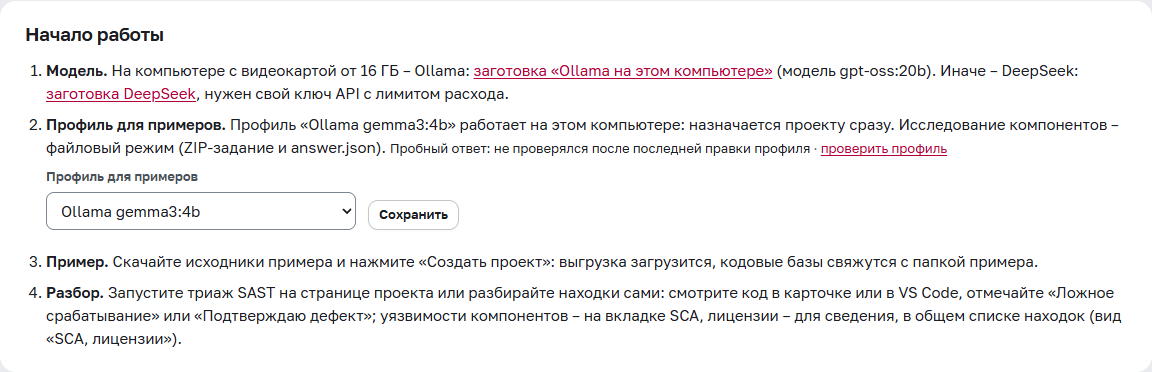 Начало работы
1. Модель. На компьютере с видеокартой от 16 ГБ – Ollama: заготовка «Ollama на этом компьютере» (модель gpt-oss:20b). Иначе – DeepSeek:
заготовка DeepSeek, нужен свой ключ API с лимитом расхода.
2. Профиль для примеров. Профиль «Ollama gemma3:4b» работает на этом компьютере: назначается проекту сразу. Исследование компонентов –
файловый режим (ZIP-задание и answer.json). Пробный ответ: не проверялся после последней правки профиля · проверить профиль
Профиль для примеров
Ollama gemma3:4b
Сохранить
3. Пример. Скачайте исходники примера и нажмите «Создать проект»: выгрузка загрузится, кодовые базы свяжутся с папкой примера.
4. Разбор. Запустите триаж SAST на странице проекта или разбирайте находки сами: смотрите код в карточке или в VS Code, отмечайте «Ложное
срабатывание» или «Подтверждаю дефект»; уязвимости компонентов – на вкладке SCA, лицензии – для сведения, в общем списке находок (вид
«SCA, лицензии»).